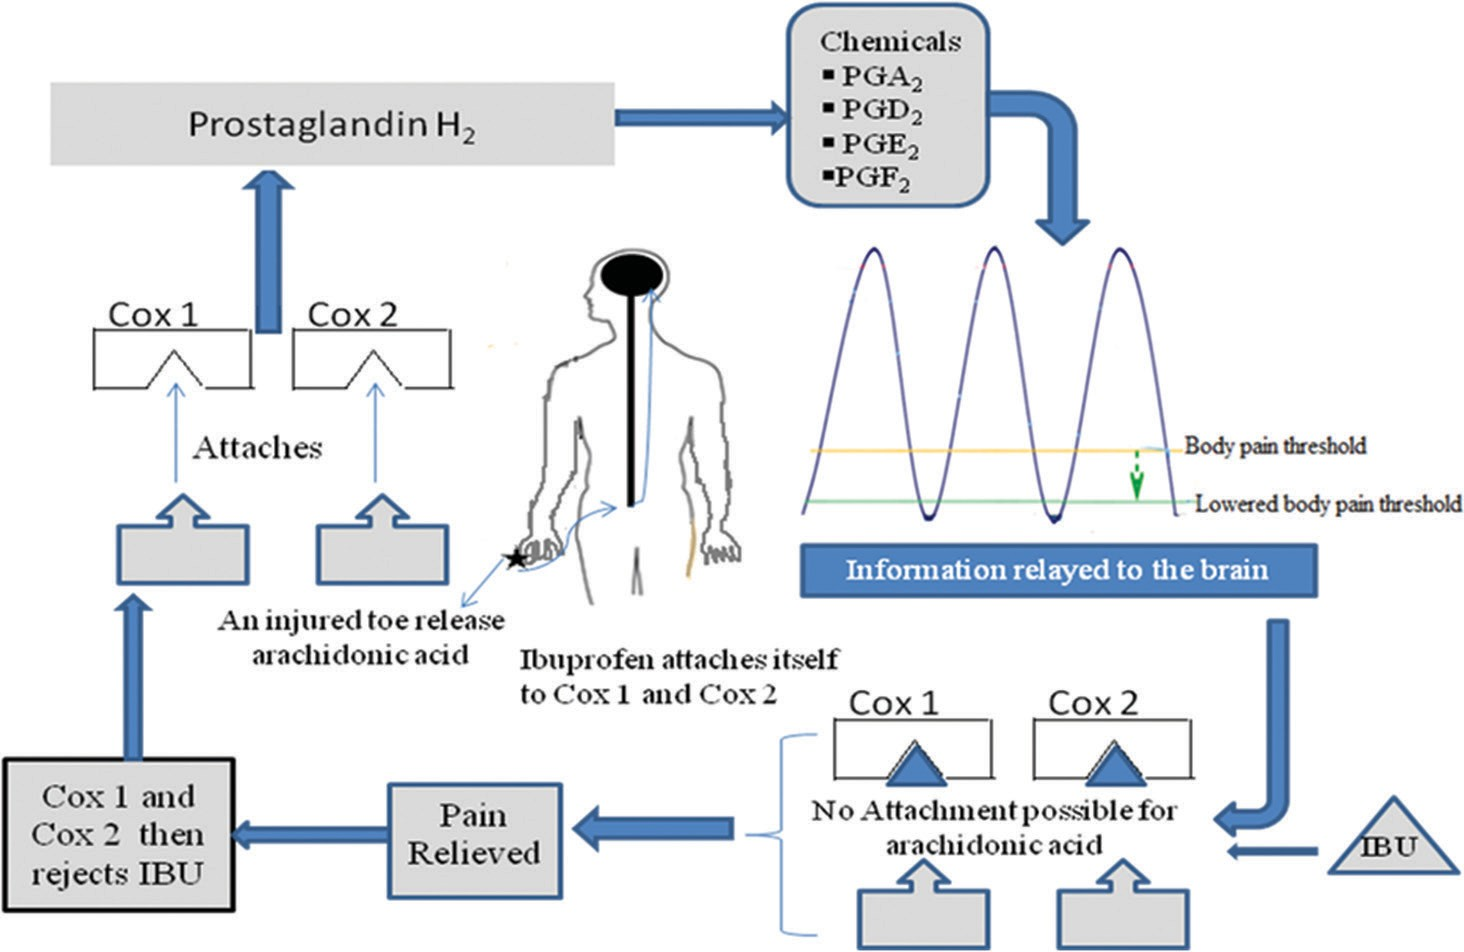 Prostaglandin H₂
Chemicals
▪ PGA₂
▪ PGD₂
▪ PGE₂
▪PGF₂
Cox 1
Cox 2
Attaches
An injured toe release
arachidonic acid
Body pain threshold
Lowered body pain threshold
Information relayed to the brain
Ibuprofen attaches itself
to Cox 1 and Cox 2
Cox 1
Cox 2
No Attachment possible for
arachidonic acid
IBU
Pain
Relieved
Cox 1 and
Cox 2 then
rejects IBU